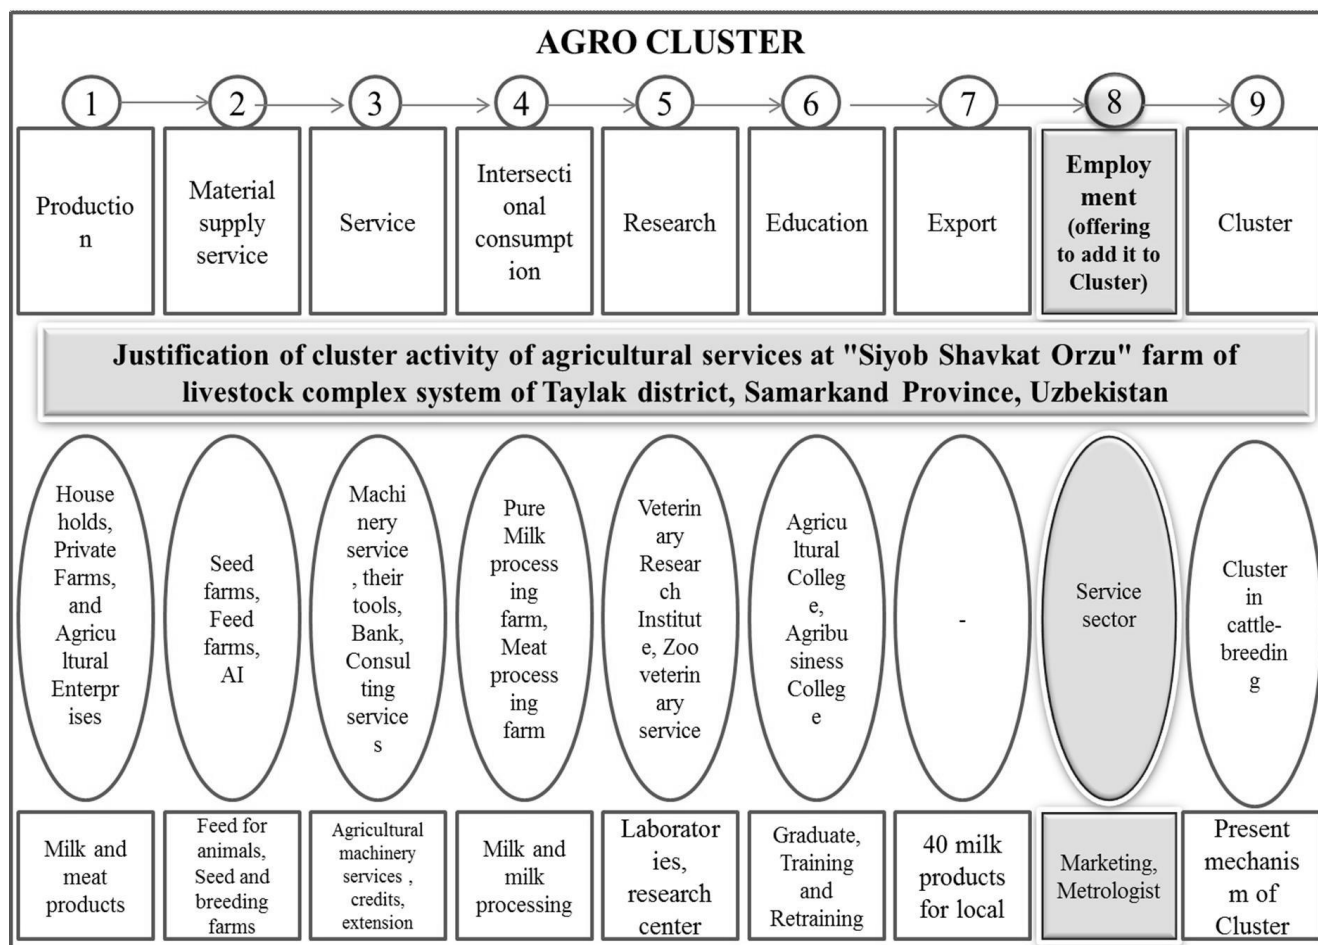 AGRO CLUSTER
1
2
3
4
5
6
7
8
9
Productio
n
Material
supply
service
Service
Intersecti
onal
consumpt
ion
Research
Education
Export
Employ
ment
(offering
to add it to
Cluster)
Cluster
Justification of cluster activity of agricultural services at "Siyob Shavkat Orzu" farm of
livestock complex system of Taylak district, Samarkand Province, Uzbekistan
House
holds,
Private
Farms,
and
Agricu
ltural
Enterpr
ises
Seed
farms,
Feed
farms,
AI
Machi
nery
service
, their
tools,
Bank,
Consul
ting
service
s
Pure
Milk
process
ing
farm,
Meat
process
ing
farm
Veterin
ary
Resear
ch
Institut
e, Zoo
veterin
ary
service
Agricu
ltural
Colleg
e,
Agribu
siness
Colleg
e
-
Service
sector
Cluster
in
cattle-
breedin
g
Milk and
meat
products
Feed for
animals,
Seed and
breeding
farms
Agricultural
machinery
services ,
credits,
extension
Milk and
milk
processing
Laborator
ies,
research
center
Graduate,
Training
and
Retraining
40 milk
products
for local
Marketing,
Metrologist
Present
mechanis
m of
Cluster